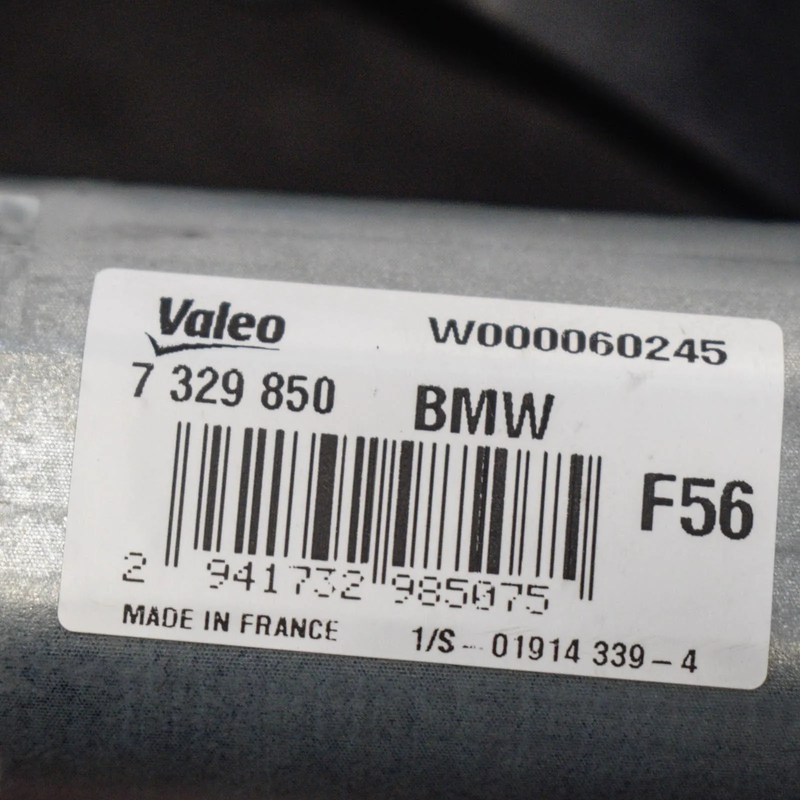 Valeo W000060245
7 329 850 BMW
F56
2 941732 985075
MADE IN FRANCE 1/S - 01914 339 - 4